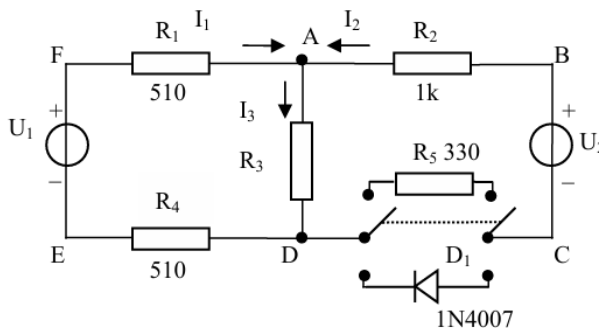 R1 I1 A I2 R2
F B
510 1k
+ I3 +
U1 R3 R5 330 U2
− −
R4
E D D1 C
510
1N4007